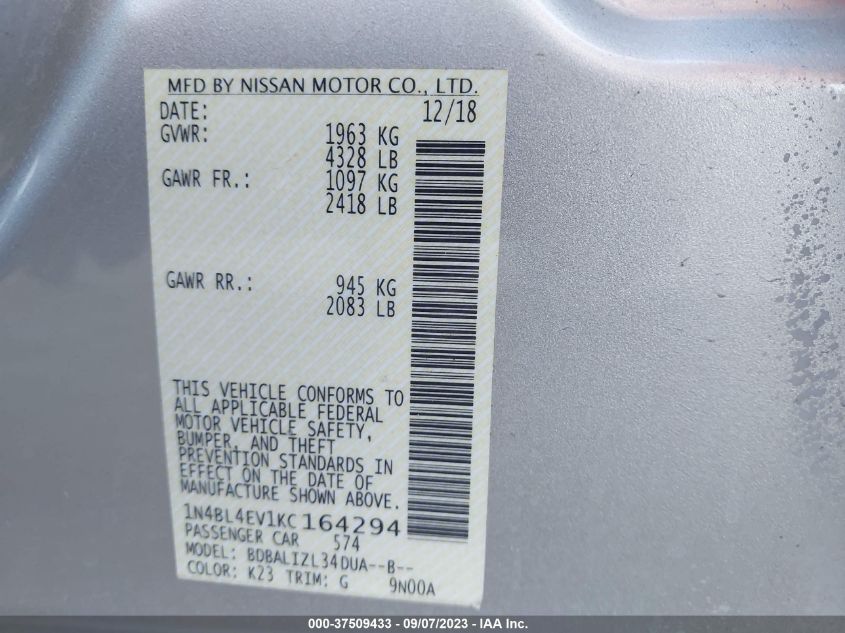 MFD BY NISSAN MOTOR CO., LTD.
DATE: 12/18
GVWR: 1963 KG
4328 LB
GAWR FR.: 1097 KG
2418 LB
GAWR RR.: 945 KG
2083 LB
THIS VEHICLE CONFORMS TO
ALL APPLICABLE FEDERAL
MOTOR VEHICLE SAFETY,
BUMPER, AND THEFT
PREVENTION STANDARDS IN
EFFECT ON THE DATE OF
MANUFACTURE SHOWN ABOVE.
1N4BL4EV1KC164294
PASSENGER CAR 574
MODEL: BDBALIZL34DUA--B--
COLOR: K23 TRIM: G 9N00A
000-37509433 - 09/07/2023 - IAA Inc.